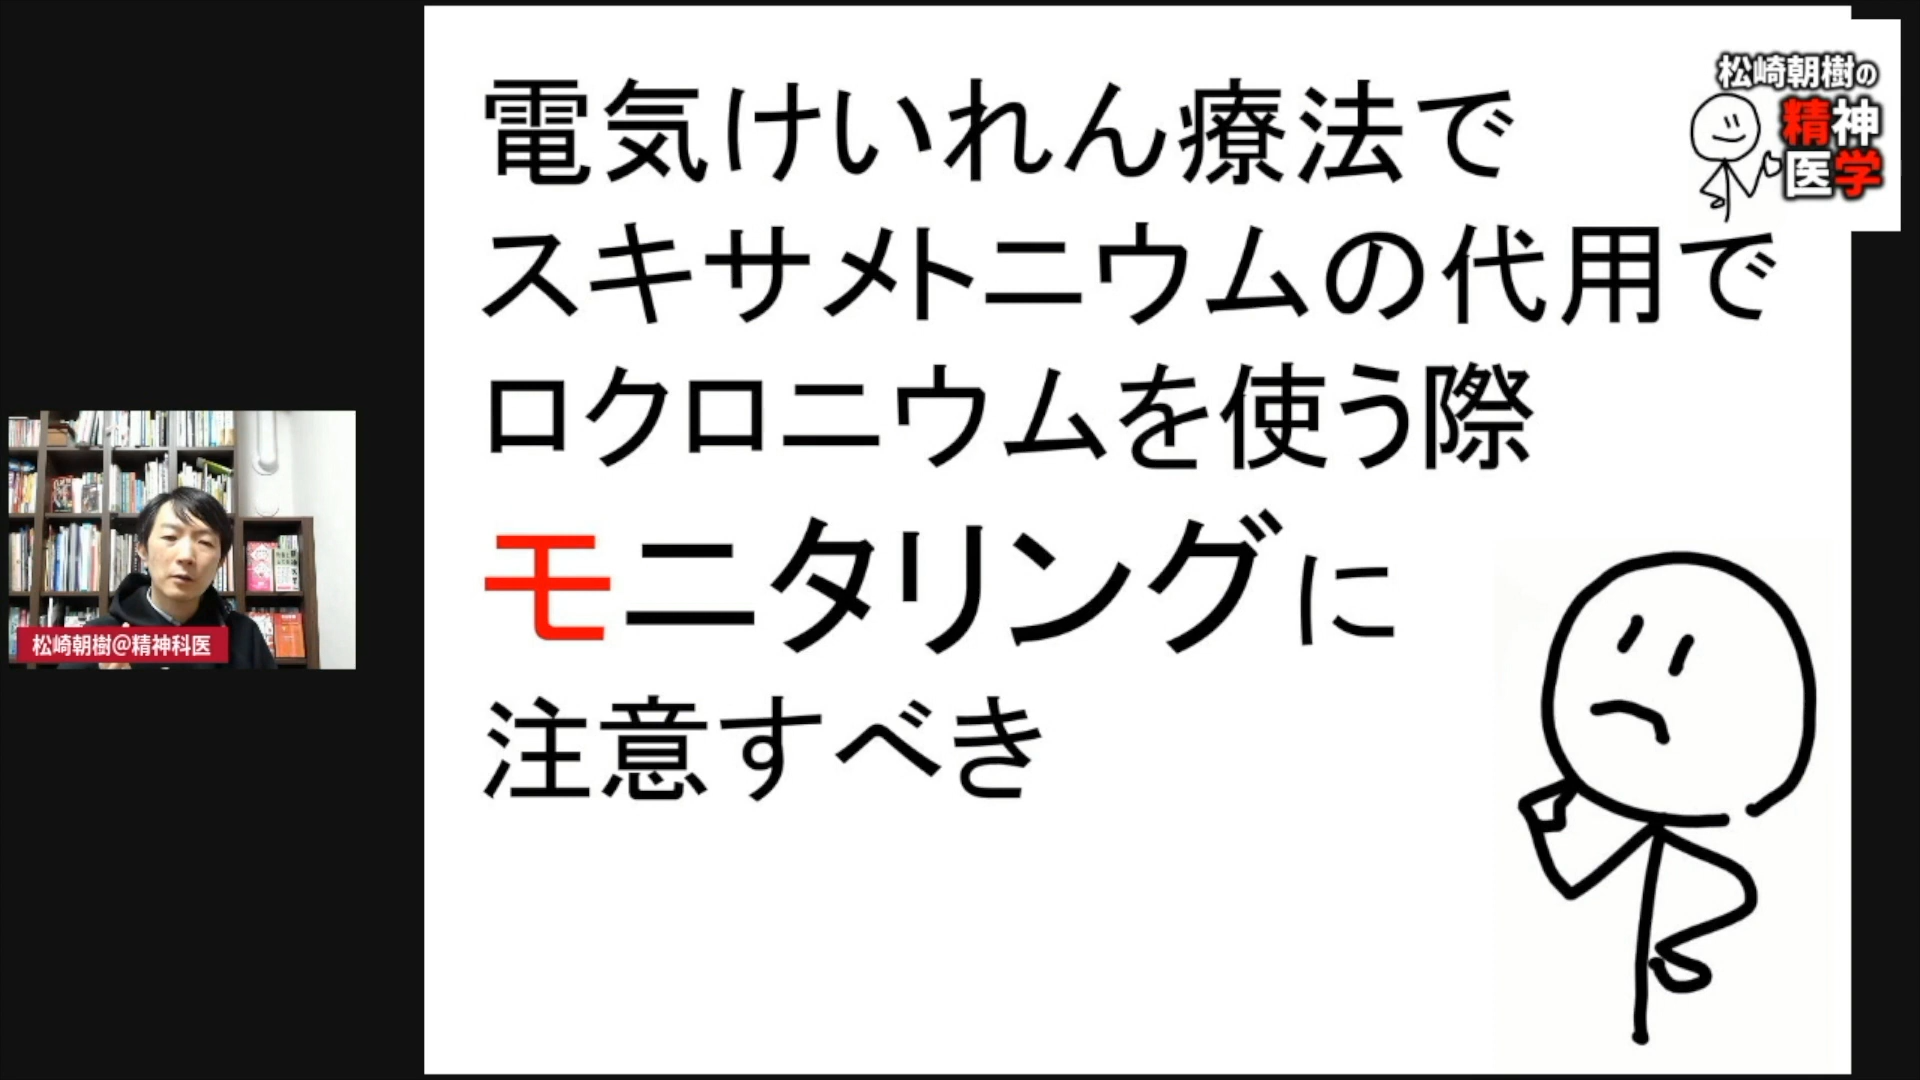 電気けいれん療法で
スキサメトニウムの代用で
ロクロニウムを使う際
モニタリングに
注意すべき
松崎朝樹の
精神
医学
松崎朝樹@精神科医